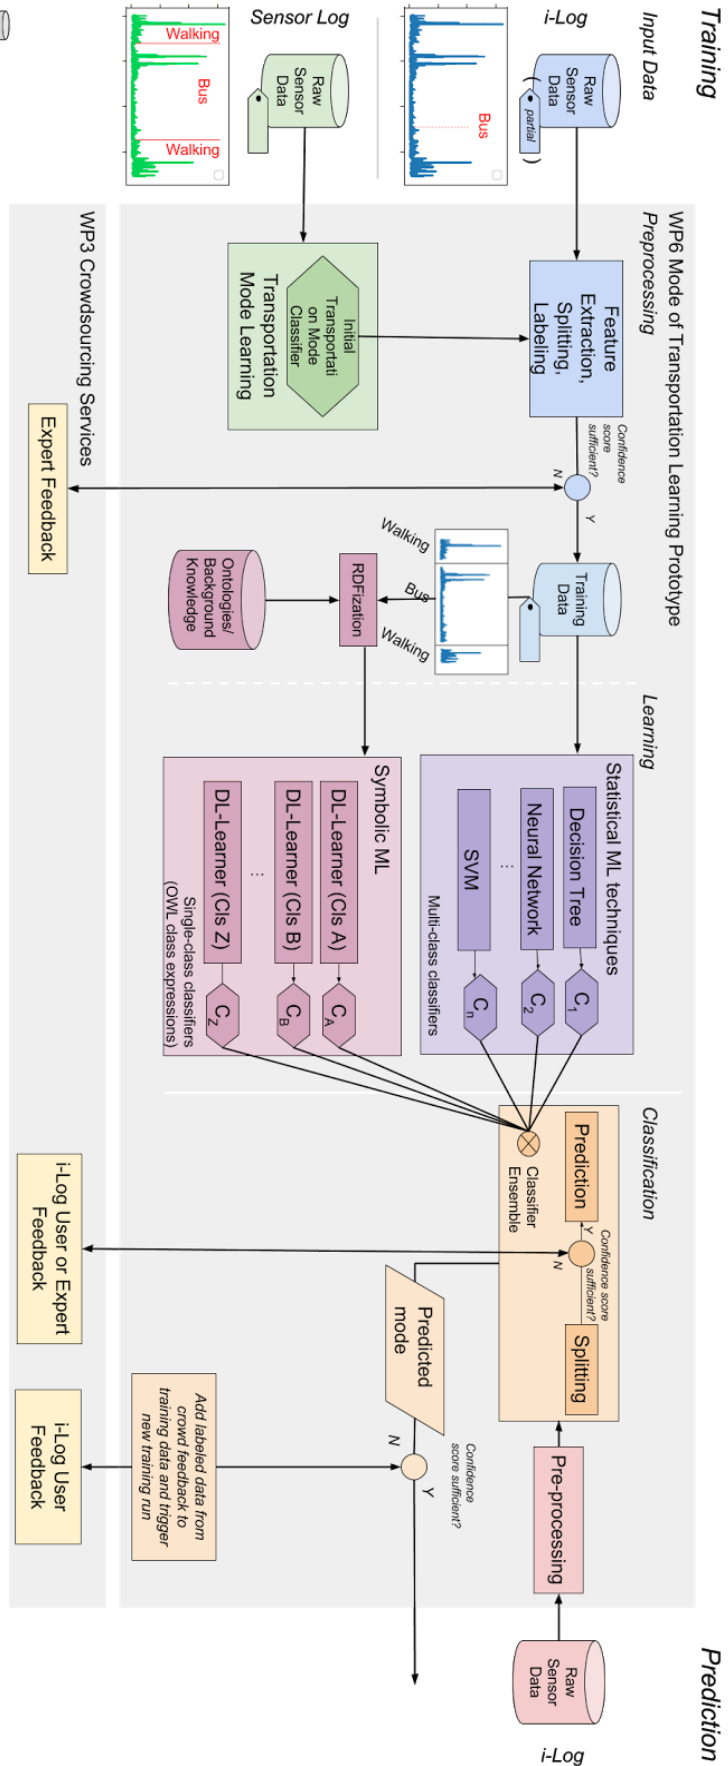 Training
Prediction
Input Data
WP6 Mode of Transportation Learning Prototype
Preprocessing
Learning
Classification
i-Log
Raw
Sensor
Data
( partial )
Bus
Sensor Log
Raw
Sensor
Data
Walking
Bus
Walking
Feature
Extraction,
Splitting,
Labeling
Initial
Transportati
on Mode
Classifier
Transportation
Mode Learning
Confidence
score
sufficient?
N
Y
Training
Data
Walking
Bus
Walking
RDFization
Ontologies/
Background
Knowledge
Statistical ML techniques
Decision Tree
C1
Neural Network
C2
...
SVM
Cn
Multi-class classifiers
Symbolic ML
DL-Learner (Cls A)
CA
DL-Learner (Cls B)
CB
...
DL-Learner (Cls Z)
CZ
Single-class classifiers
(OWL class expressions)
Prediction
Y
Confidence score
sufficient?
N
Splitting
Classifier
Ensemble
Pre-processing
Raw
Sensor
Data
i-Log
Predicted
mode
Confidence
score sufficient?
N
Y
Add labeled data from
crowd feedback to
training data and trigger
new training run
WP3 Crowdsourcing Services
Expert Feedback
i-Log User or Expert
Feedback
i-Log User
Feedback